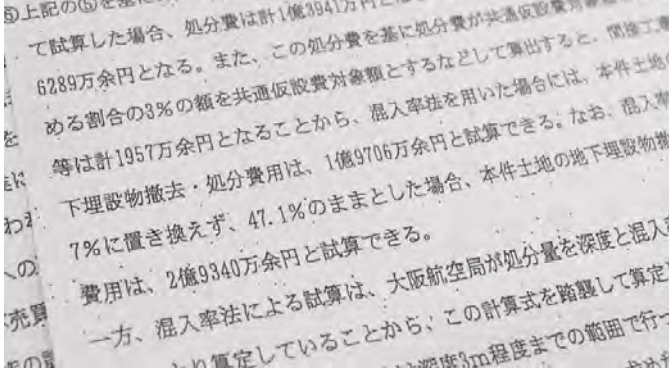 ⑤上記の⑤を基に
て試算した場合、処分費は計1億3941万円と
6289万余円となる。また、この処分費を基に処分費が共通仮設費対象
める割合の3%の額を共通仮設費対象額とするなどして算出すると、間接工
等は計1957万余円となることから、混入率法を用いた場合には、本件土地
下埋設物撤去・処分費用は、1億9706万余円と試算できる。なお、混入
7%に置き換えず、47.1%のままとした場合、本件土地の地下埋設物
費用は、2億9340万余円と試算できる。
一方、混入率法による試算は、大阪航空局が処分量を深度と混入
り算定していることから、この計算式を踏襲して算定
深度3m程度までの範囲で行っ
を
わ
への
売買